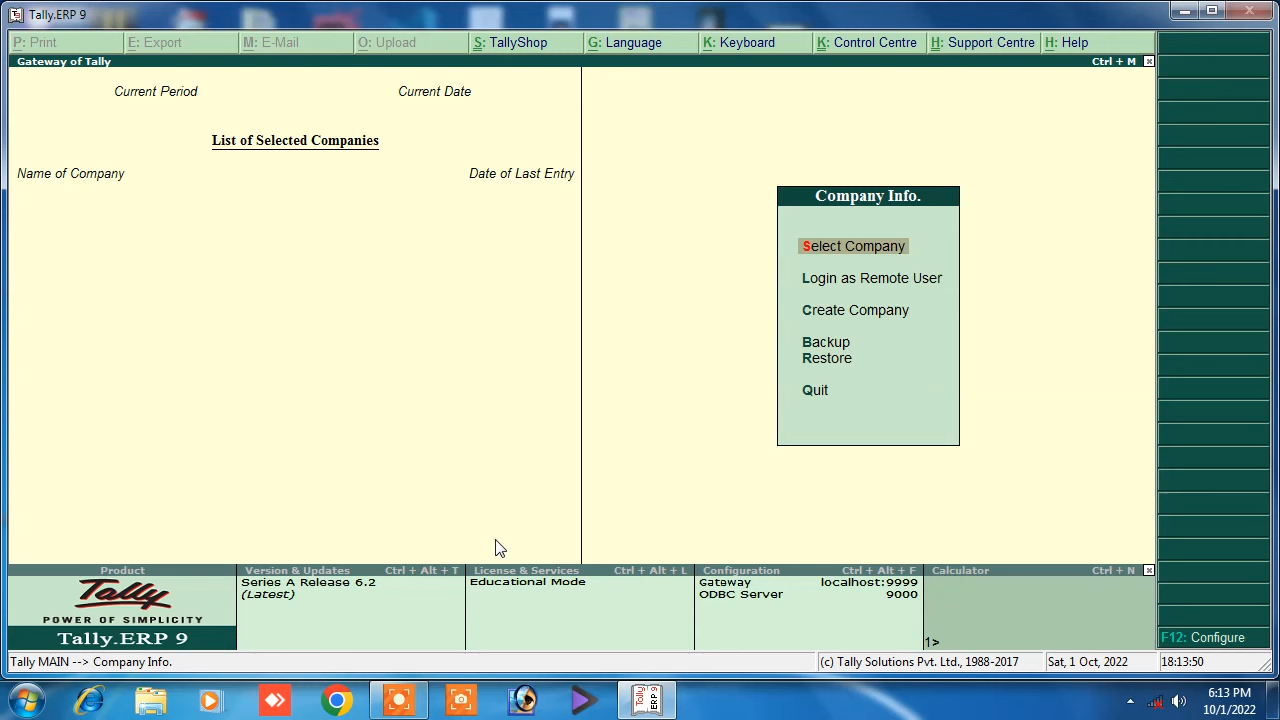 Tally.ERP 9
P: Print E: Export M: E-Mail O: Upload S: TallyShop G: Language K: Keyboard K: Control Centre H: Support Centre H: Help
Gateway of Tally Ctrl + M
Current Period Current Date
List of Selected Companies
Name of Company Date of Last Entry
Company Info.
Select Company
Login as Remote User
Create Company
Backup
Restore
Quit
Product Version & Updates Ctrl + Alt + T License & Services Ctrl + Alt + L Configuration Ctrl + Alt + F Calculator Ctrl + N
Tally
POWER OF SIMPLICITY
Tally.ERP 9
Series A Release 6.2
(Latest)
Educational Mode
Gateway localhost:9999
ODBC Server 9000
1>
F12: Configure
Tally MAIN --> Company Info. (c) Tally Solutions Pvt. Ltd., 1988-2017 Sat, 1 Oct, 2022 18:13:50
Tally
ERP 9
6:13 PM
10/1/2022